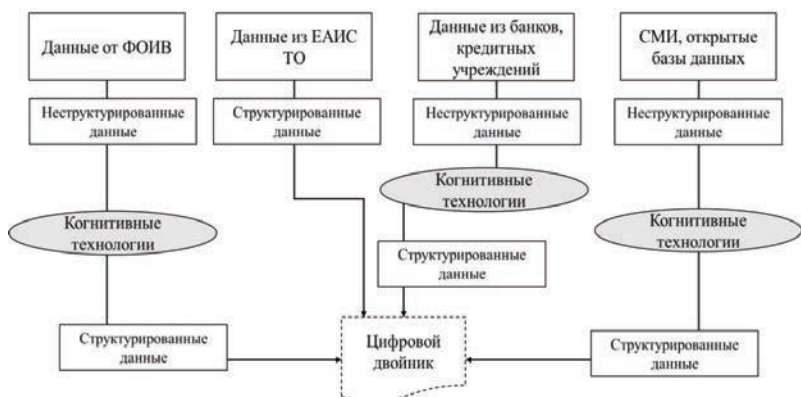 Данные от ФОИВ
Данные из ЕАИС
ТО
Данные из банков,
кредитных
учреждений
СМИ, открытые
базы данных
Неструктурированные
данные
Структурированные
данные
Неструктурированные
данные
Неструктурированные
данные
Когнитивные
технологии
Когнитивные
технологии
Когнитивные
технологии
Структурированные
данные
Структурированные
данные
Цифровой
двойник
Структурированные
данные